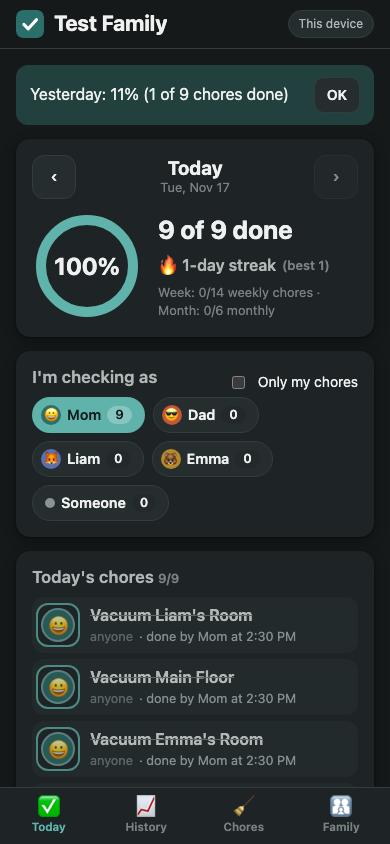 Test Family
This device
Yesterday: 11% (1 of 9 chores done)
OK
‹
Today
›
Tue, Nov 17
100%
9 of 9 done
🔥 1-day streak (best 1)
Week: 0/14 weekly chores ·
Month: 0/6 monthly
I'm checking as
Only my chores
Mom 9
Dad 0
Liam 0
Emma 0
Someone 0
Today's chores 9/9
Vacuum Liam's Room
anyone · done by Mom at 2:30 PM
Vacuum Main Floor
anyone · done by Mom at 2:30 PM
Vacuum Emma's Room
anyone · done by Mom at 2:30 PM
Today
History
Chores
Family